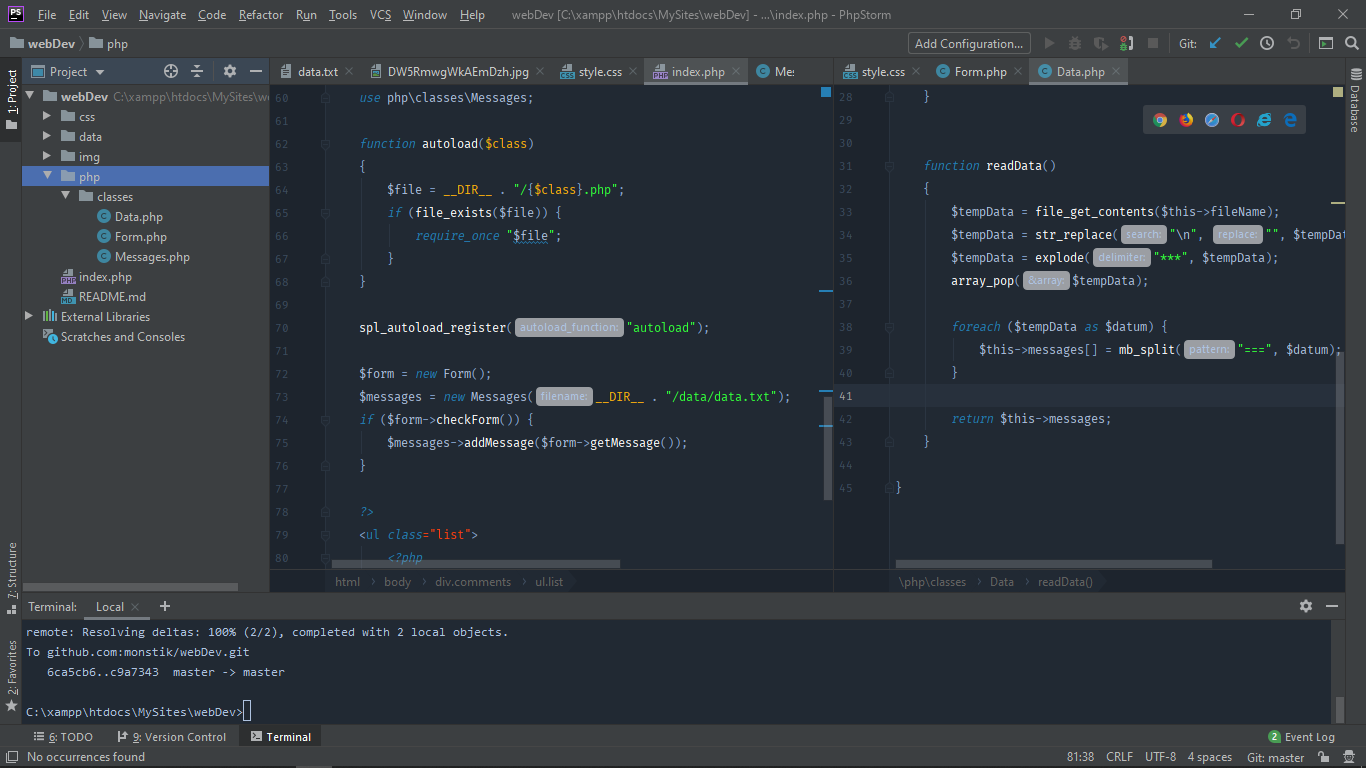 PS File Edit View Navigate Code Refactor Run Tools VCS Window Help webDev [C:\xampp\htdocs\MySites\webDev] - ...\index.php - PhpStorm
webDev php Add Configuration... Git:
1: Project
Project
webDev C:\xampp\htdocs\MySites\w
css
data
img
php
classes
Data.php
Form.php
Messages.php
index.php
README.md
External Libraries
Scratches and Consoles
7: Structure
2: Favorites
data.txt DW5RmwgWkAEmDzh.jpg style.css index.php Mes
60 use php\classes\Messages;
61
62 function autoload($class)
63 {
64 $file = __DIR__ . "/{$class}.php";
65 if (file_exists($file)) {
66 require_once "$file";
67 }
68 }
69
70 spl_autoload_register( autoload_function: "autoload");
71
72 $form = new Form();
73 $messages = new Messages( filename: __DIR__ . "/data/data.txt");
74 if ($form->checkForm()) {
75 $messages->addMessage($form->getMessage());
76 }
77
78 ?>
79 <ul class="list">
80 <?php
html body div.comments ul.list
style.css Form.php Data.php
28 }
29
30
31 function readData()
32 {
33 $tempData = file_get_contents($this->fileName);
34 $tempData = str_replace( search: "\n", replace: "", $tempDat
35 $tempData = explode( delimiter: "***", $tempData);
36 array_pop( &array: $tempData);
37
38 foreach ($tempData as $datum) {
39 $this->messages[] = mb_split( pattern: "===", $datum);
40 }
41
42 return $this->messages;
43 }
44
45 }
\php\classes Data readData()
Database
Terminal: Local +
remote: Resolving deltas: 100% (2/2), completed with 2 local objects.
To github.com:monstik/webDev.git
6ca5cb6..c9a7343 master -> master
C:\xampp\htdocs\MySites\webDev>
6: TODO 9: Version Control Terminal 2 Event Log
No occurrences found 81:38 CRLF UTF-8 4 spaces Git: master